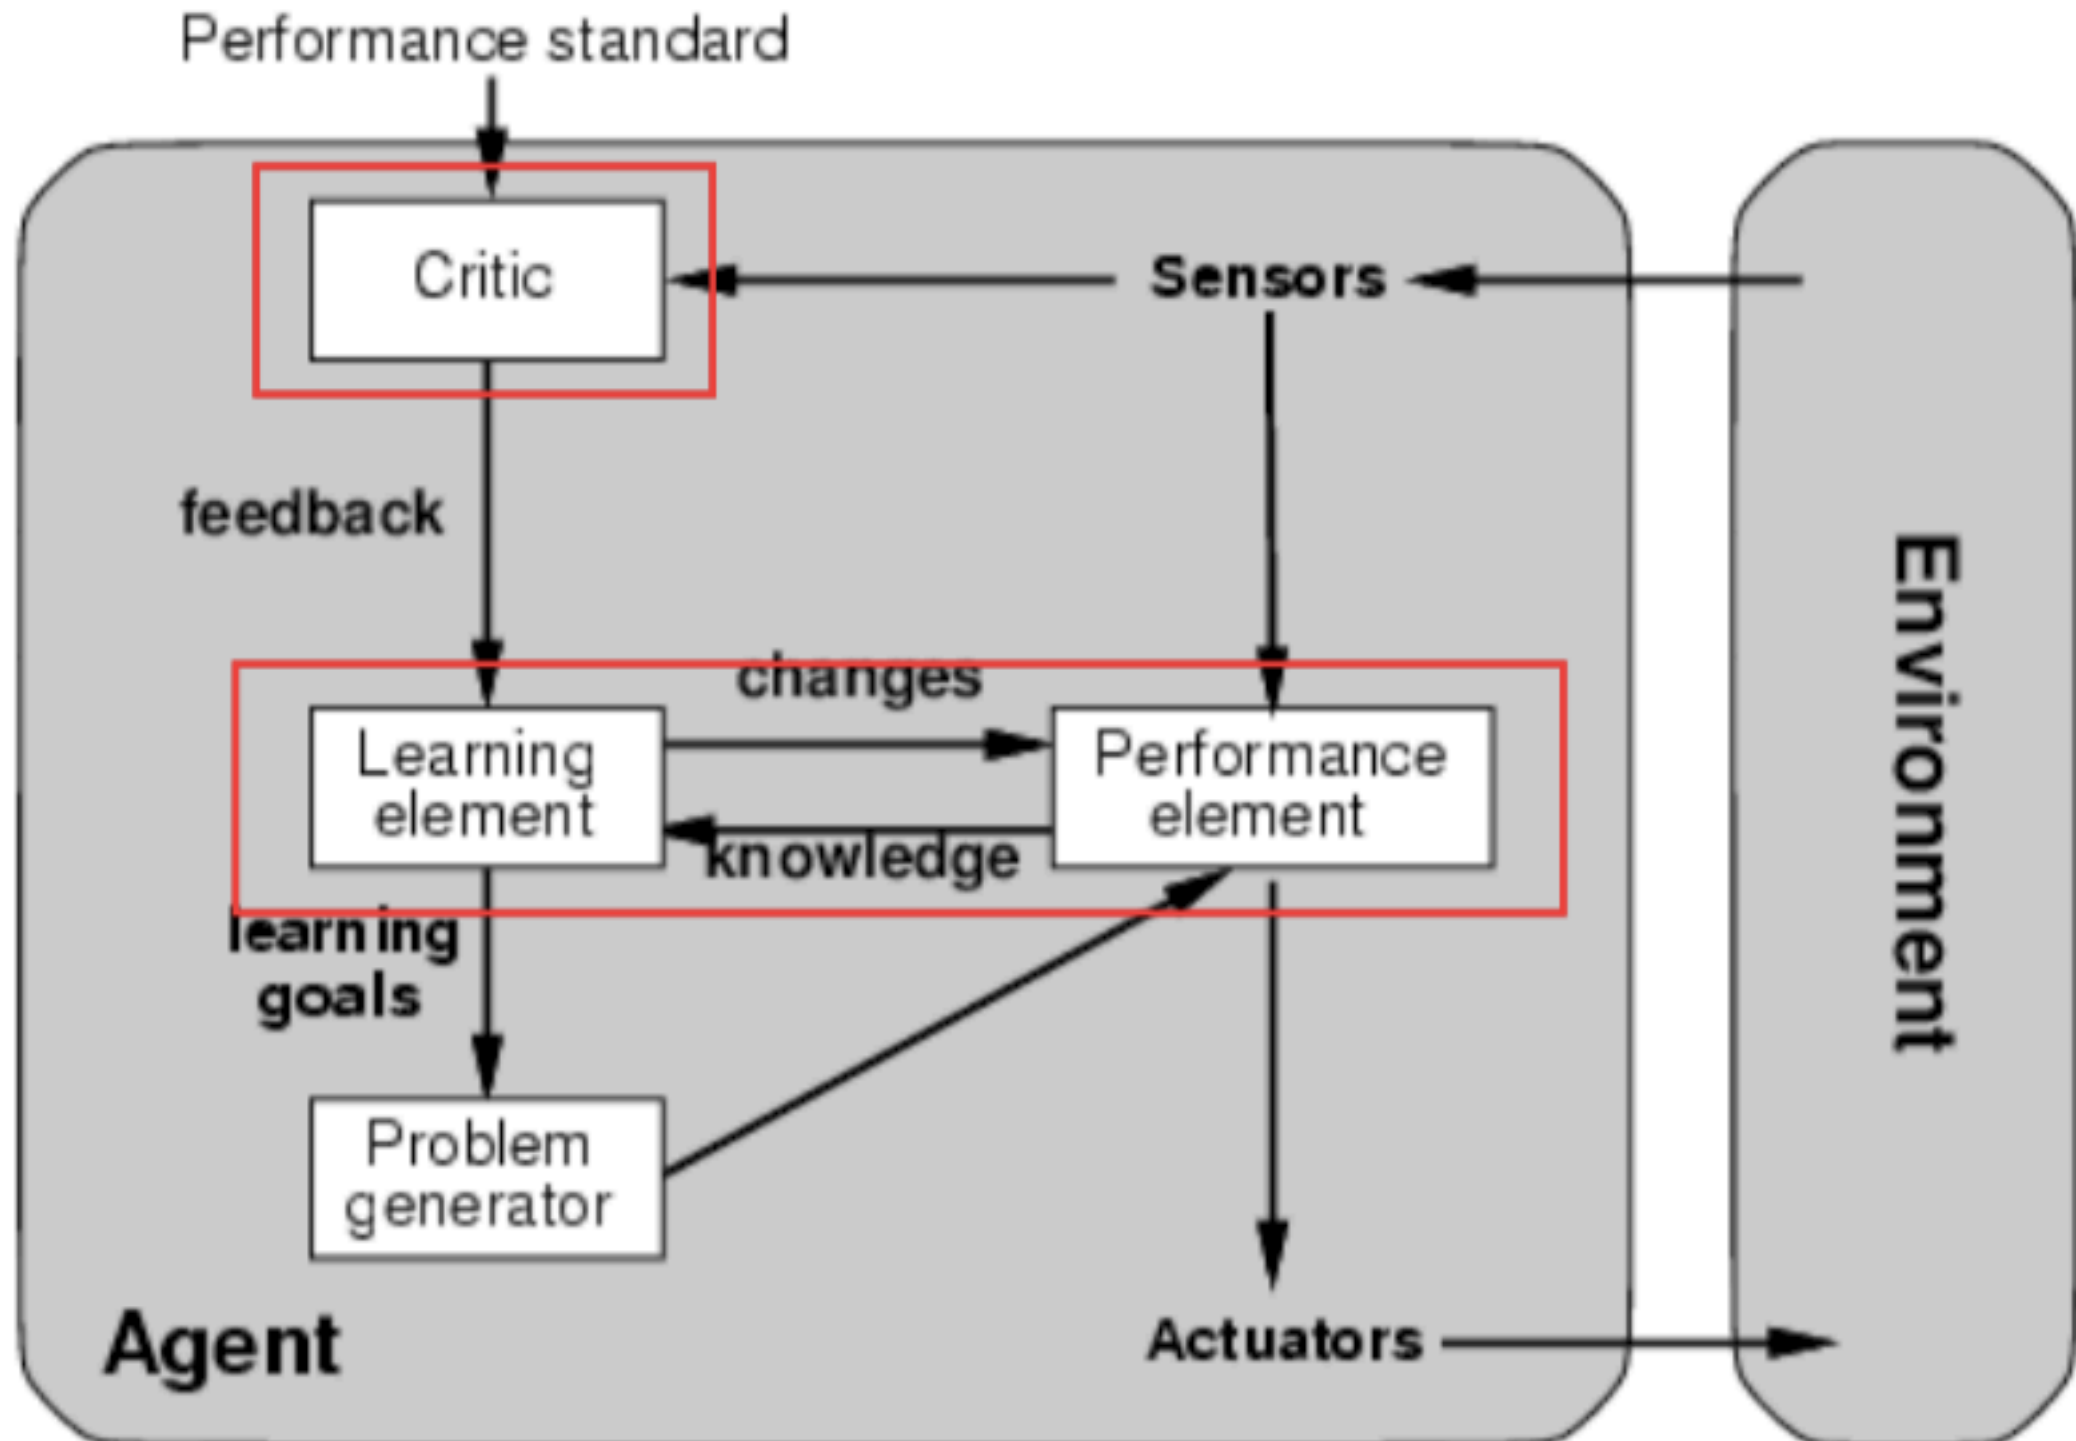 Performance standard
Critic
Sensors
feedback
changes
Learning
element
Performance
element
knowledge
learning
goals
Problem
generator
Agent
Actuators
Environment